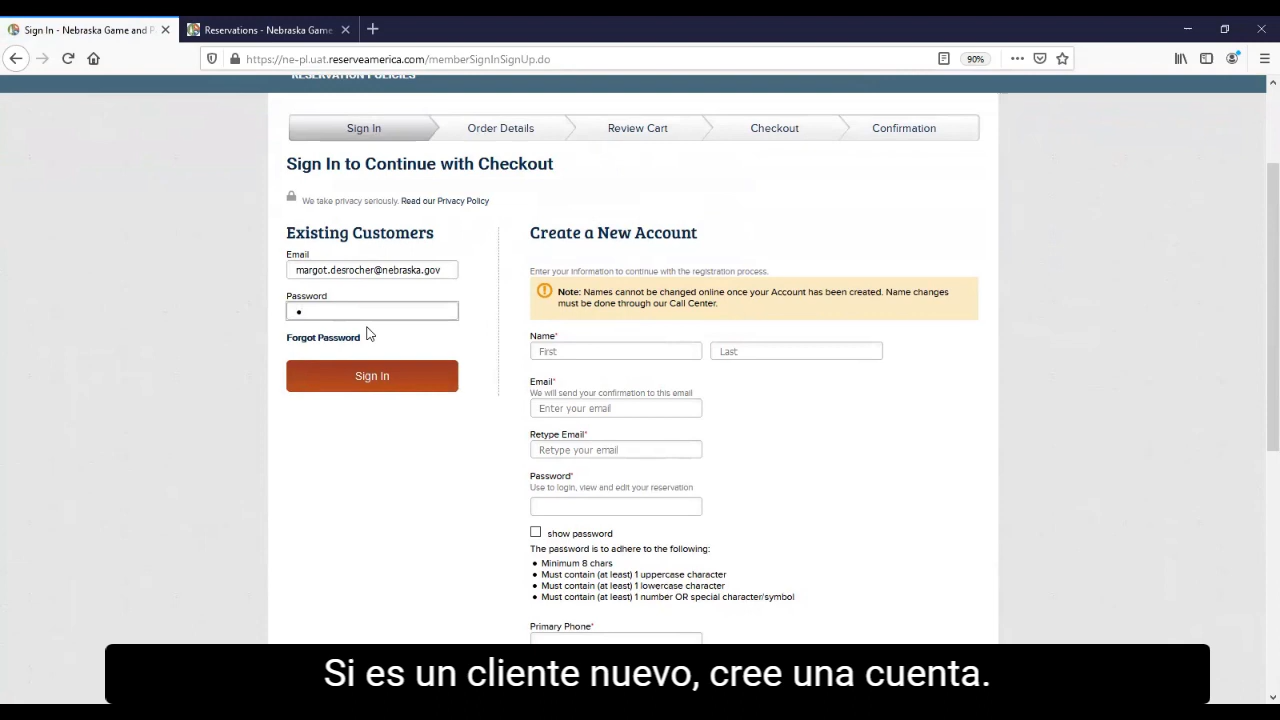 Sign In - Nebraska Game and P
Reservations - Nebraska Game
https://ne-pl.uat.reserveamerica.com/memberSignInSignUp.do
90%
RESERVATION POLICIES
Sign In
Order Details
Review Cart
Checkout
Confirmation
Sign In to Continue with Checkout
We take privacy seriously. Read our Privacy Policy
Existing Customers
Email
margot.desrocher@nebraska.gov
Password
Forgot Password
Sign In
Create a New Account
Enter your information to continue with the registration process.
Note: Names cannot be changed online once your Account has been created. Name changes
must be done through our Call Center.
Name*
First
Last
Email*
We will send your confirmation to this email
Enter your email
Retype Email*
Retype your email
Password*
Use to login, view and edit your reservation
show password
The password is to adhere to the following:
• Minimum 8 chars
• Must contain (at least) 1 uppercase character
• Must contain (at least) 1 lowercase character
• Must contain (at least) 1 number OR special character/symbol
Primary Phone*
Si es un cliente nuevo, cree una cuenta.